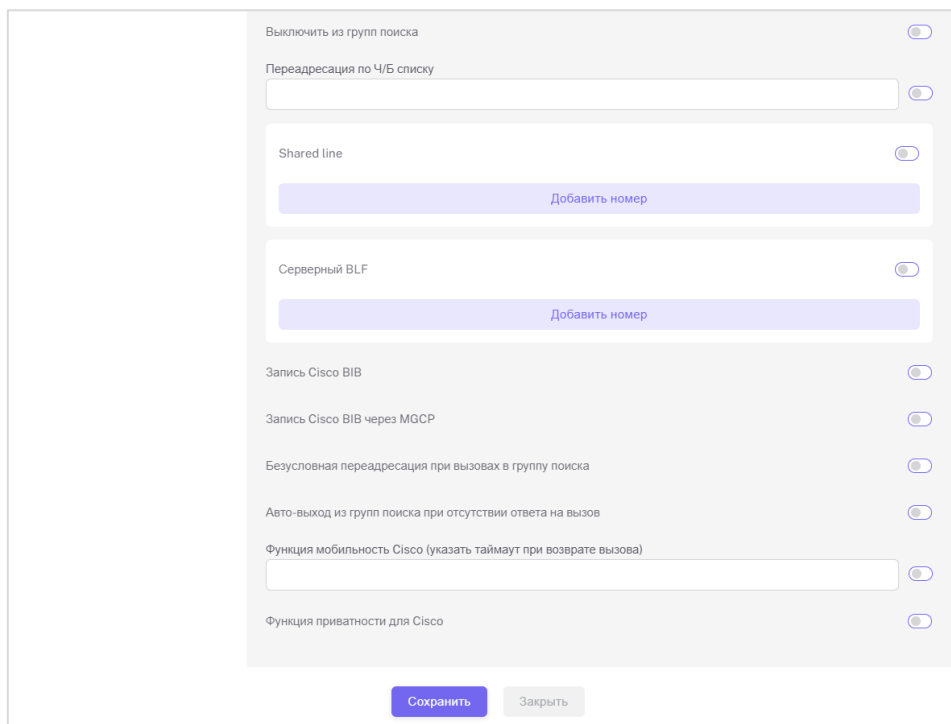 Выключить из групп поиска
Переадресация по Ч/Б списку
Shared line
Добавить номер
Серверный BLF
Добавить номер
Запись Cisco BIB
Запись Cisco BIB через MGCP
Безусловная переадресация при вызовах в группу поиска
Авто-выход из групп поиска при отсутствии ответа на вызов
Функция мобильность Cisco (указать таймаут при возврате вызова)
Функция приватности для Cisco
Сохранить
Закрыть